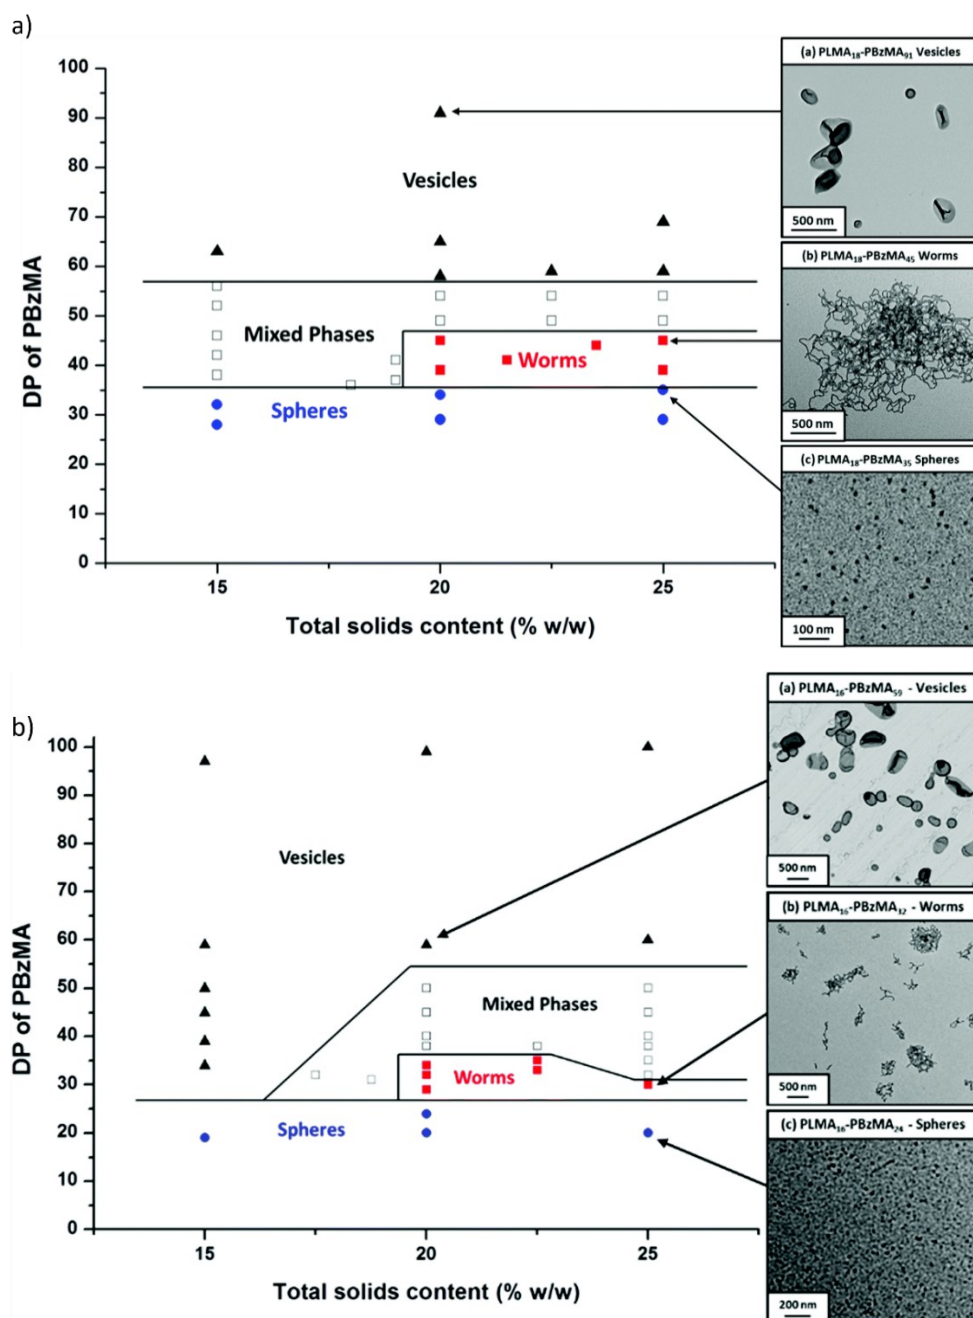 a)
100
90
80
70
60
50
40
30
20
10
0
DP of PBzMA
15
20
25
Total solids content (% w/w)
Vesicles
Mixed Phases
Worms
Spheres
(a) PLMA₁₈-PBzMA₉₁ Vesicles
500 nm
(b) PLMA₁₈-PBzMA₄₅ Worms
500 nm
(c) PLMA₁₈-PBzMA₃₅ Spheres
100 nm
b)
100
90
80
70
60
50
40
30
20
10
0
DP of PBzMA
15
20
25
Total solids content (% w/w)
Vesicles
Mixed Phases
Worms
Spheres
(a) PLMA₁₆-PBzMA₅₉ - Vesicles
500 nm
(b) PLMA₁₆-PBzMA₃₂ - Worms
500 nm
(c) PLMA₁₆-PBzMA₂₄ - Spheres
200 nm